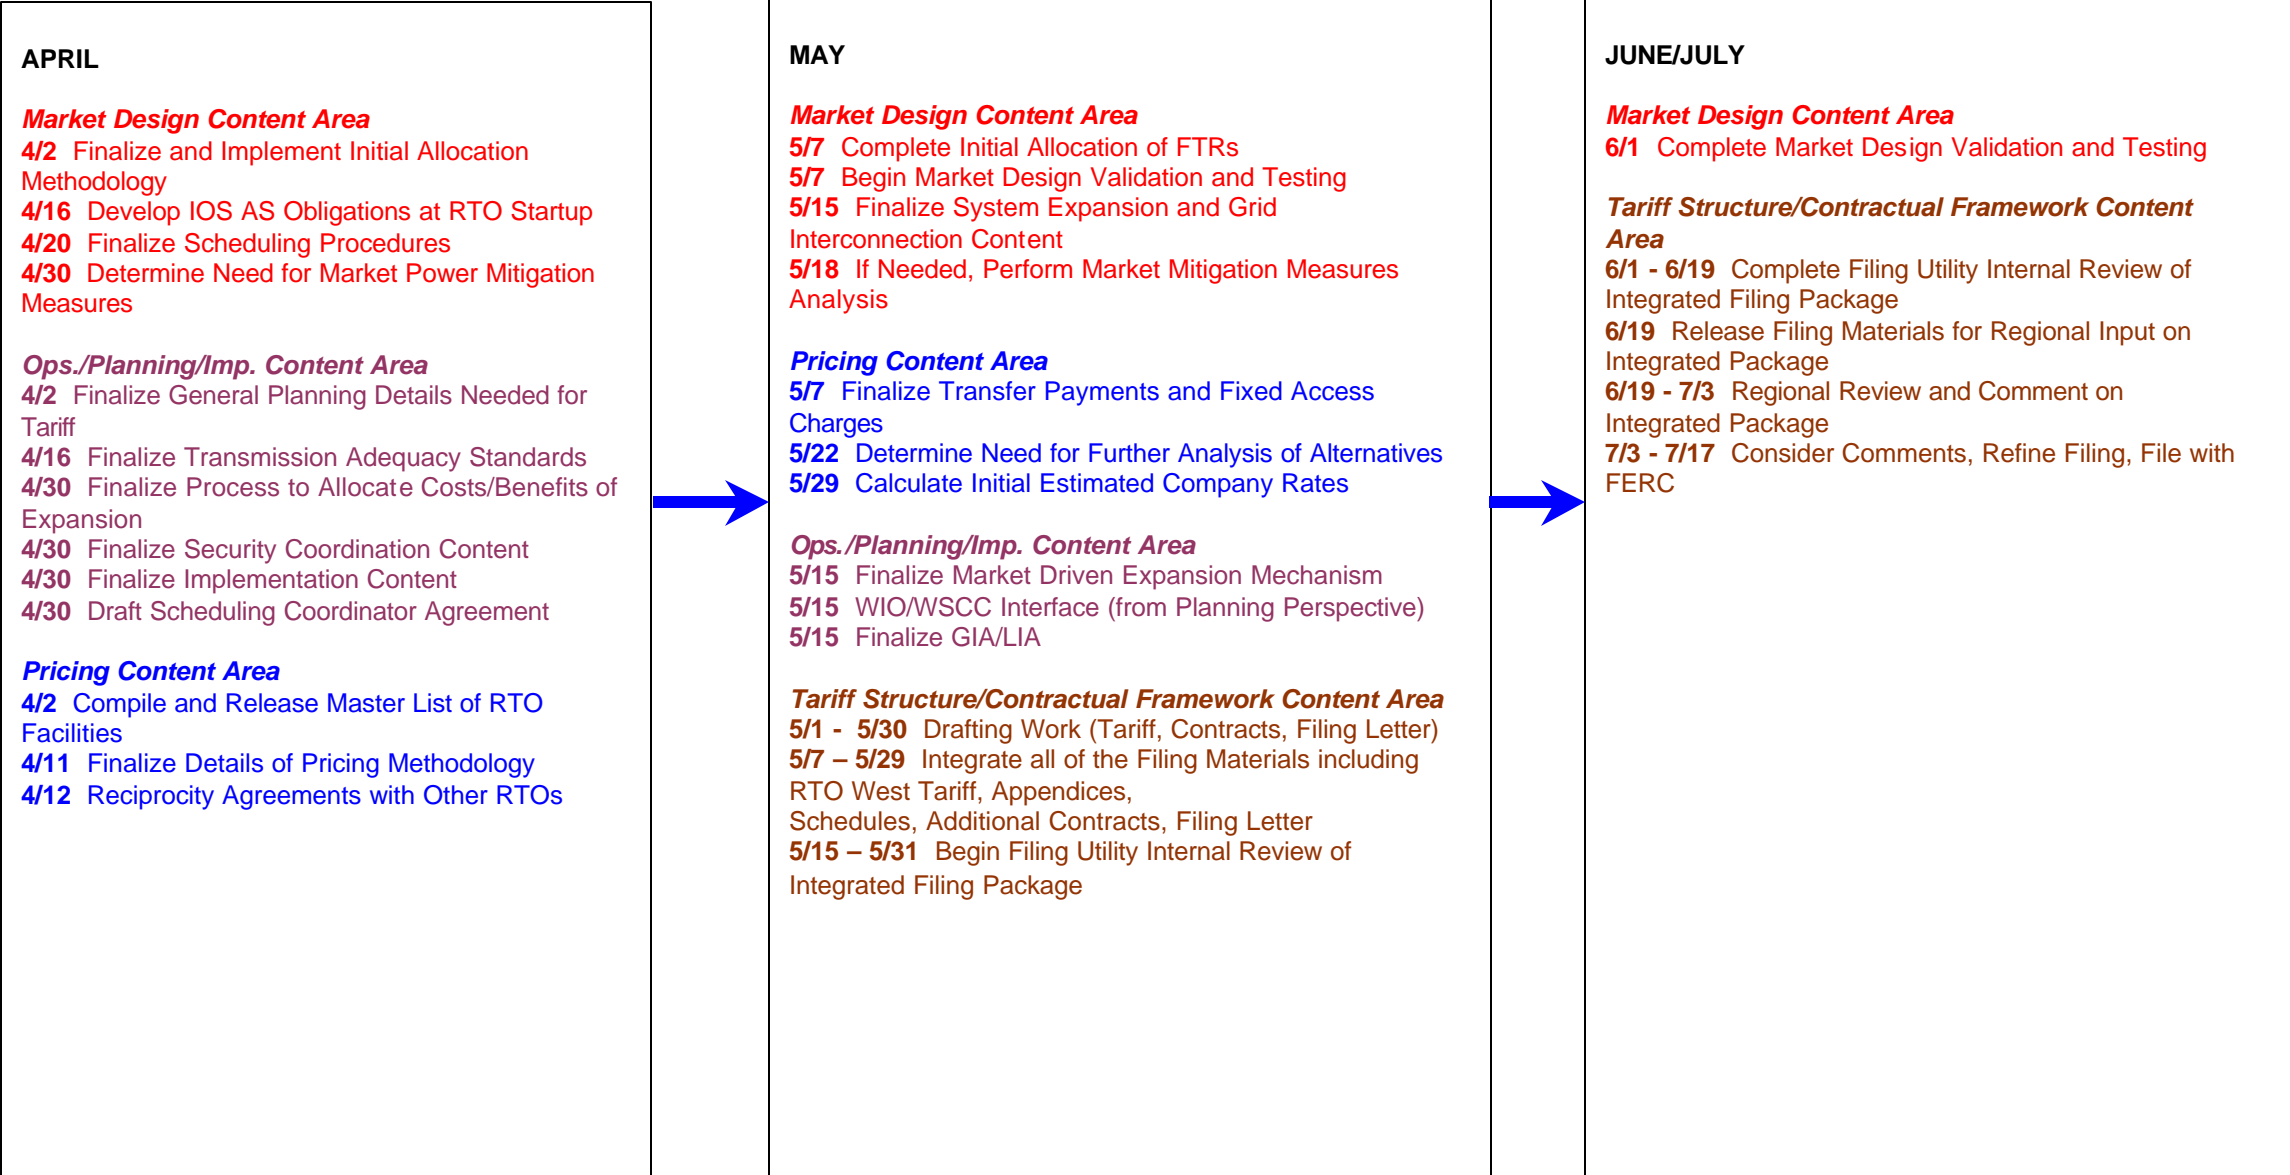 APRIL
Market Design Content Area
4/2 Finalize and Implement Initial Allocation
Methodology
4/16 Develop IOS AS Obligations at RTO Startup
4/20 Finalize Scheduling Procedures
4/30 Determine Need for Market Power Mitigation
Measures
Ops./Planning/Imp. Content Area
4/2 Finalize General Planning Details Needed for
Tariff
4/16 Finalize Transmission Adequacy Standards
4/30 Finalize Process to Allocate Costs/Benefits of
Expansion
4/30 Finalize Security Coordination Content
4/30 Finalize Implementation Content
4/30 Draft Scheduling Coordinator Agreement
Pricing Content Area
4/2 Compile and Release Master List of RTO
Facilities
4/11 Finalize Details of Pricing Methodology
4/12 Reciprocity Agreements with Other RTOs
MAY
Market Design Content Area
5/7 Complete Initial Allocation of FTRs
5/7 Begin Market Design Validation and Testing
5/15 Finalize System Expansion and Grid
Interconnection Content
5/18 If Needed, Perform Market Mitigation Measures
Analysis
Pricing Content Area
5/7 Finalize Transfer Payments and Fixed Access
Charges
5/22 Determine Need for Further Analysis of Alternatives
5/29 Calculate Initial Estimated Company Rates
Ops./Planning/Imp. Content Area
5/15 Finalize Market Driven Expansion Mechanism
5/15 WIO/WSCC Interface (from Planning Perspective)
5/15 Finalize GIA/LIA
Tariff Structure/Contractual Framework Content Area
5/1 - 5/30 Drafting Work (Tariff, Contracts, Filing Letter)
5/7 – 5/29 Integrate all of the Filing Materials including
RTO West Tariff, Appendices,
Schedules, Additional Contracts, Filing Letter
5/15 – 5/31 Begin Filing Utility Internal Review of
Integrated Filing Package
JUNE/JULY
Market Design Content Area
6/1 Complete Market Design Validation and Testing
Tariff Structure/Contractual Framework Content
Area
6/1 - 6/19 Complete Filing Utility Internal Review of
Integrated Filing Package
6/19 Release Filing Materials for Regional Input on
Integrated Package
6/19 - 7/3 Regional Review and Comment on
Integrated Package
7/3 - 7/17 Consider Comments, Refine Filing, File with
FERC